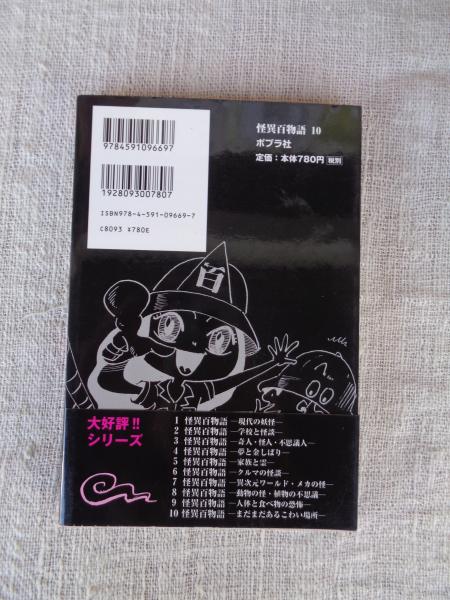 9784591096697
1928093007807
ISBN978-4-591-09669-7
C8093 ¥780E
怪異百物語 10
ポプラ社
定価：本体780円 税別
百
大好評!!
シリーズ
1 怪異百物語 ―現代の妖怪―
2 怪異百物語 ―学校と怪談―
3 怪異百物語 ―奇人・怪人・不思議人―
4 怪異百物語 ―夢と金しばり―
5 怪異百物語 ―家族と霊―
6 怪異百物語 ―クルマの怪談―
7 怪異百物語 ―異次元ワールド・メカの怪―
8 怪異百物語 ―動物の怪・植物の不思議―
9 怪異百物語 ―人体と食べ物の恐怖―
10 怪異百物語 ―まだまだあるこわい場所―